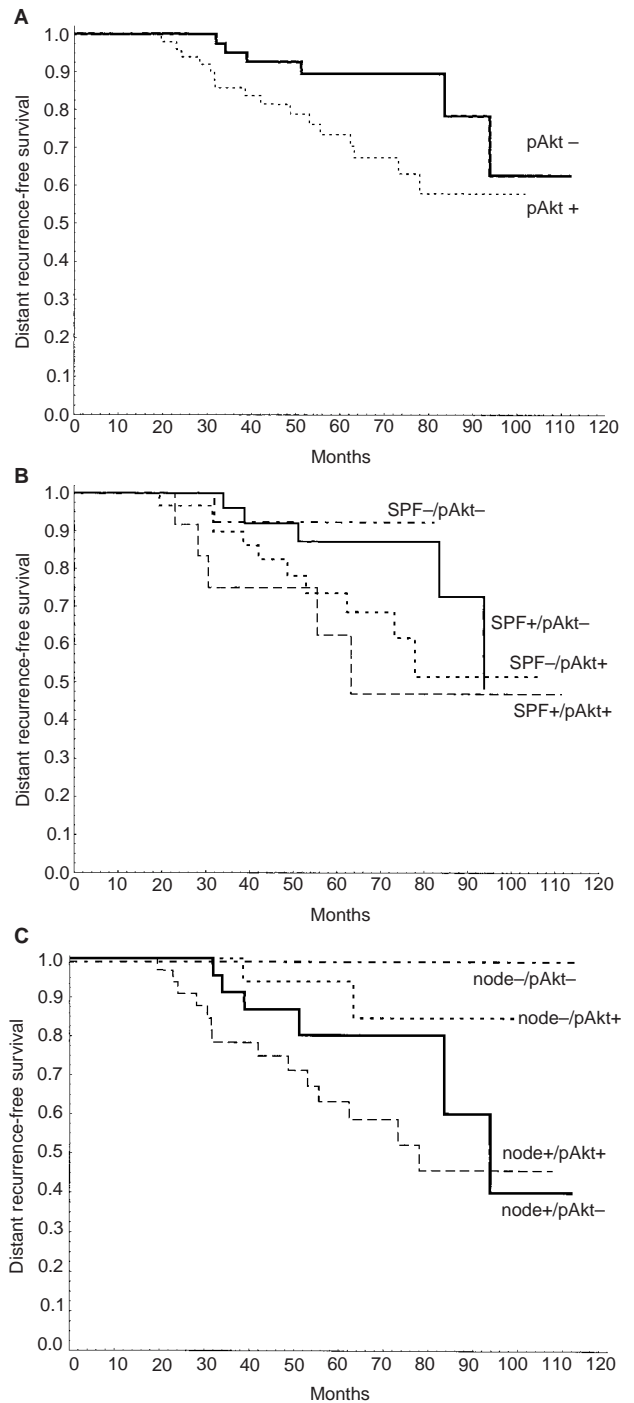 A
Distant recurrence-free survival
1.0
0.9
0.8
0.7
0.6
0.5
0.4
0.3
0.2
0.1
0.0
pAkt –
pAkt +
0 10 20 30 40 50 60 70 80 90 100 110 120
Months
B
Distant recurrence-free survival
1.0
0.9
0.8
0.7
0.6
0.5
0.4
0.3
0.2
0.1
0.0
SPF–/pAkt–
SPF+/pAkt–
SPF–/pAkt+
SPF+/pAkt+
0 10 20 30 40 50 60 70 80 90 100 110 120
Months
C
Distant recurrence-free survival
1.0
0.9
0.8
0.7
0.6
0.5
0.4
0.3
0.2
0.1
0.0
node–/pAkt–
node–/pAkt+
node+/pAkt+
node+/pAkt–
0 10 20 30 40 50 60 70 80 90 100 110 120
Months